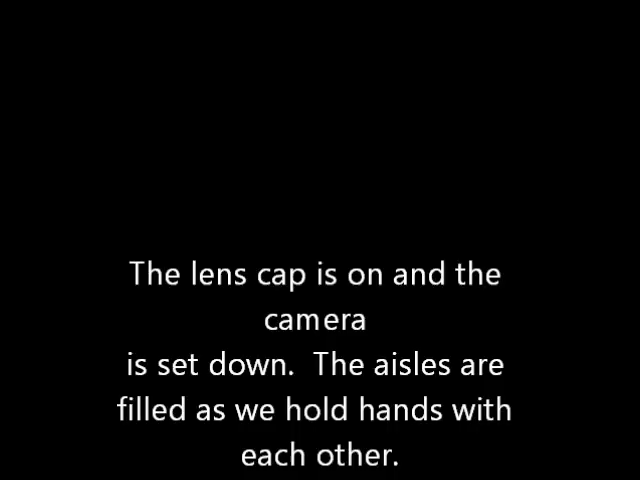 The lens cap is on and the
camera
is set down.  The aisles are
filled as we hold hands with
each other.